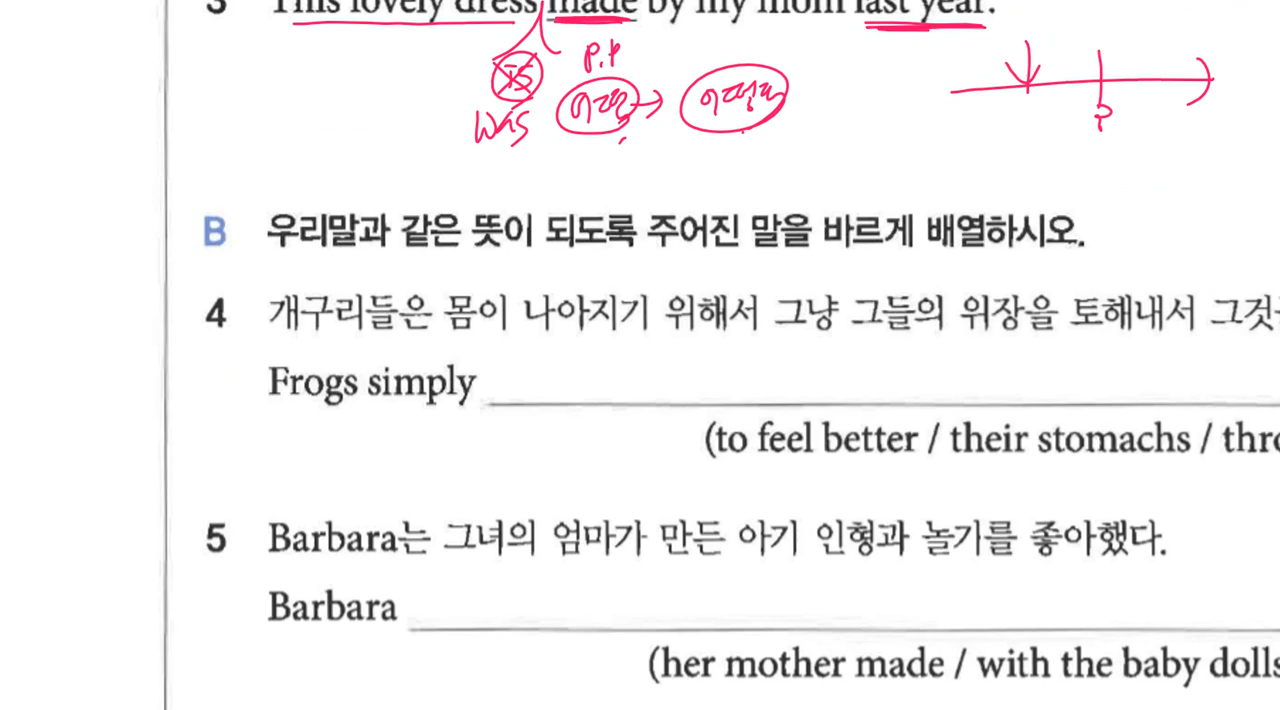 3 This lovely dress made by my mom last year.
is p.p
was
B 우리말과 같은 뜻이 되도록 주어진 말을 바르게 배열하시오.
4 개구리들은 몸이 나아지기 위해서 그냥 그들의 위장을 토해내서 그것
Frogs simply
(to feel better / their stomachs / thr
5 Barbara는 그녀의 엄마가 만든 아기 인형과 놀기를 좋아했다.
Barbara
(her mother made / with the baby dolls